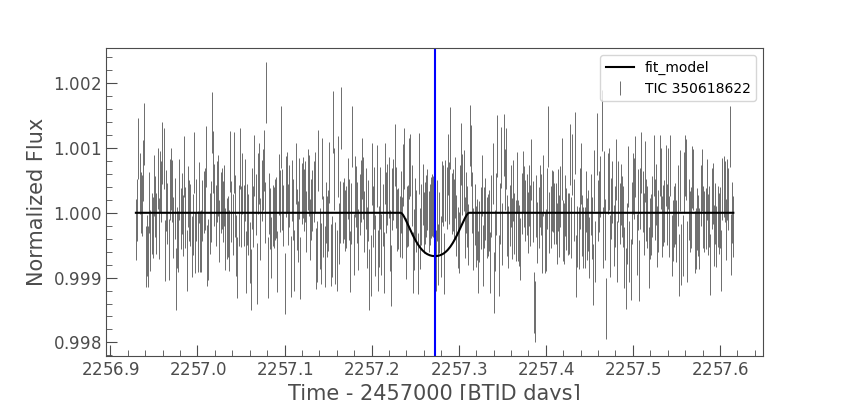 fit_model
TIC 350618622
1.002
1.001
1.000
0.999
0.998
Normalized Flux
2256.9 2257.0 2257.1 2257.2 2257.3 2257.4 2257.5 2257.6
Time - 2457000 [BTJD days]